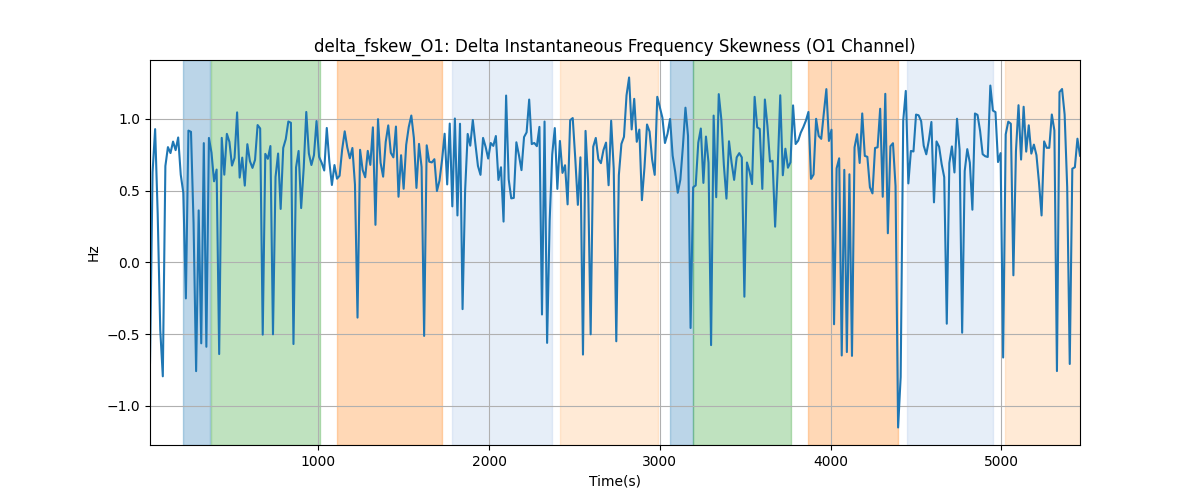 delta_fskew_O1: Delta Instantaneous Frequency Skewness (O1 Channel)
1.0
0.5
0.0
−0.5
−1.0
Hz
1000 2000 3000 4000 5000
Time(s)